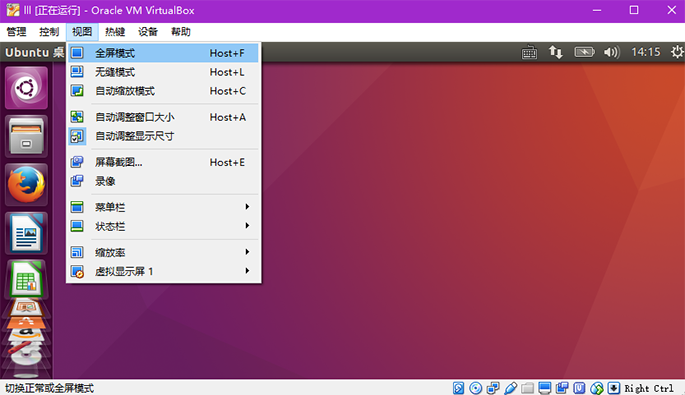 lll [正在运行] - Oracle VM VirtualBox
管理 控制 视图 热键 设备 帮助
Ubuntu 桌
14:15
全屏模式 Host+F
无缝模式 Host+L
自动缩放模式 Host+C
自动调整窗口大小 Host+A
自动调整显示尺寸
屏幕截图... Host+E
录像
菜单栏
状态栏
缩放率
虚拟显示屏 1
切换正常或全屏模式
Right Ctrl